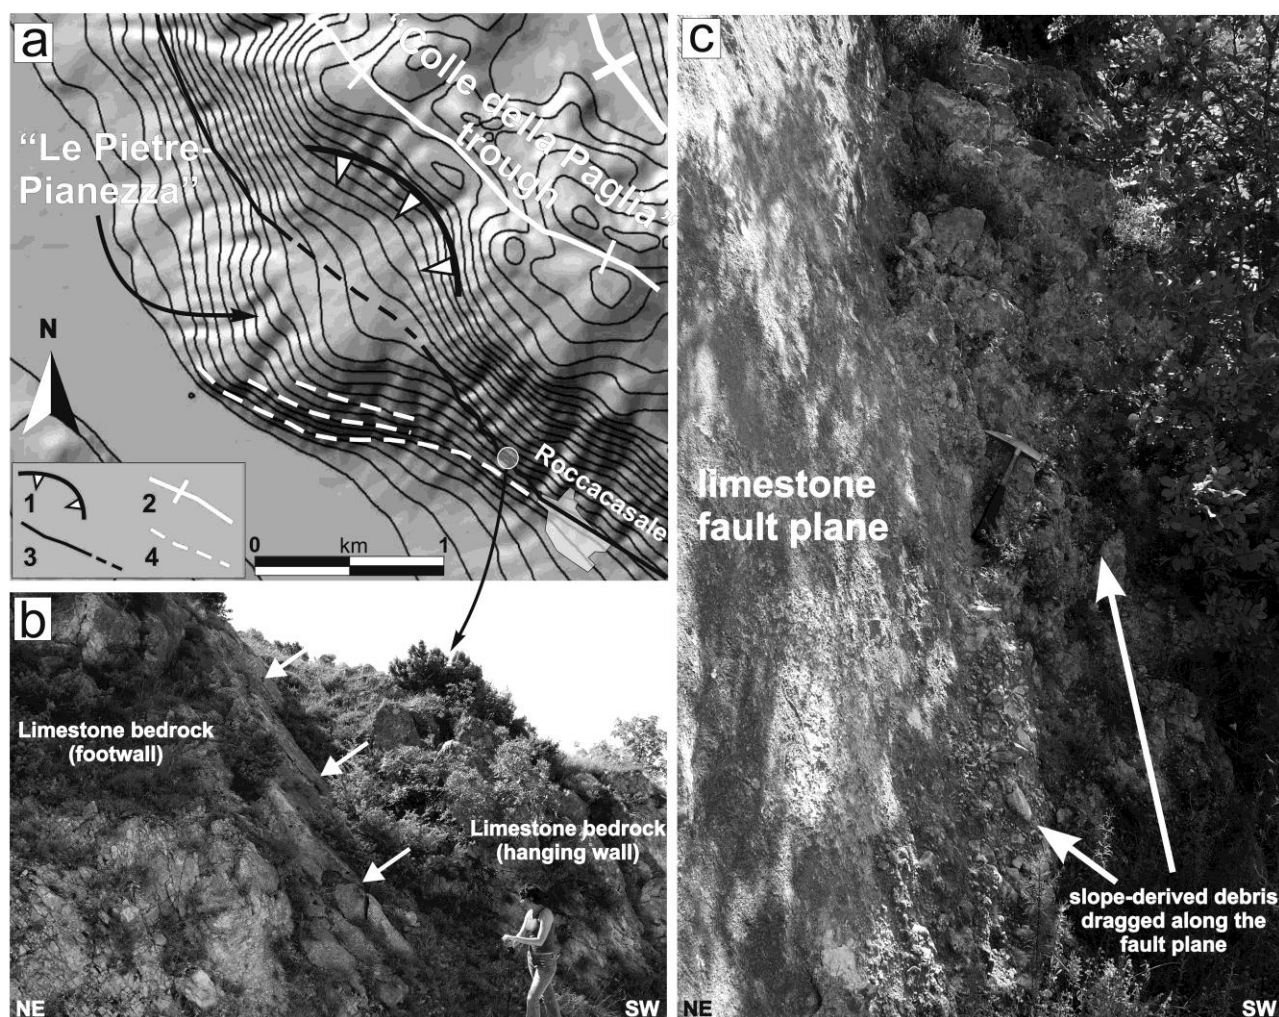 a
"Colle della Paglia"
trough
"Le Pietre-
Pianezza"
N
Roccacasale
1
2
3
4
0
km
1
b
Limestone bedrock
(footwall)
Limestone bedrock
(hanging wall)
NE
SW
c
limestone
fault plane
slope-derived debris
dragged along the
fault plane
NE
SW